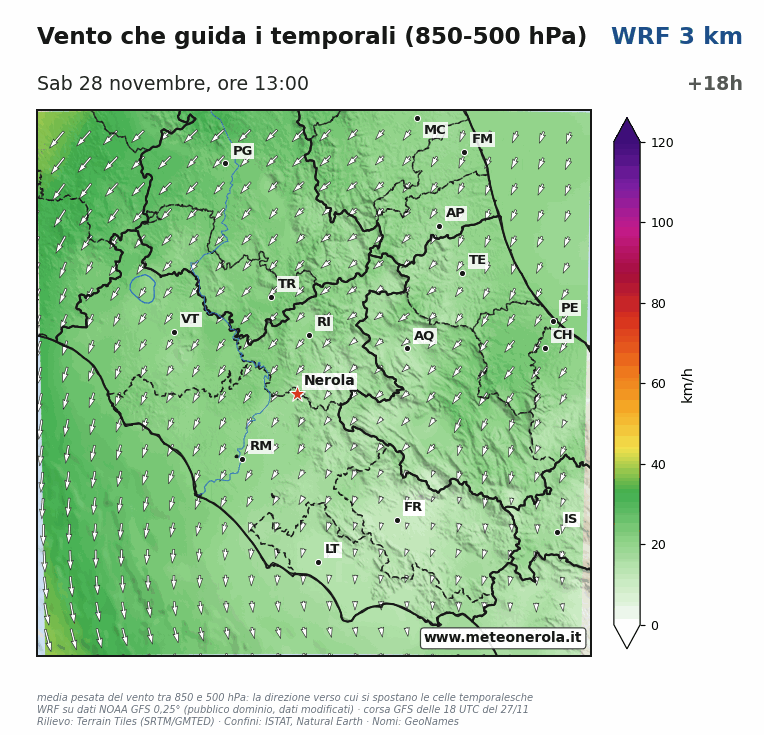 Vento che guida i temporali (850-500 hPa) WRF 3 km
Sab 28 novembre, ore 13:00 +18h
MC
FM
PG
AP
TE
TR
PE
VT
RI
AQ
CH
Nerola
RM
FR
IS
LT
www.meteonerola.it
120
100
80
60
40
20
0
km/h
media pesata del vento tra 850 e 500 hPa: la direzione verso cui si spostano le celle temporalesche
WRF su dati NOAA GFS 0,25° (pubblico dominio, dati modificati) · corsa GFS delle 18 UTC del 27/11
Rilievo: Terrain Tiles (SRTM/GMTED) · Confini: ISTAT, Natural Earth · Nomi: GeoNames